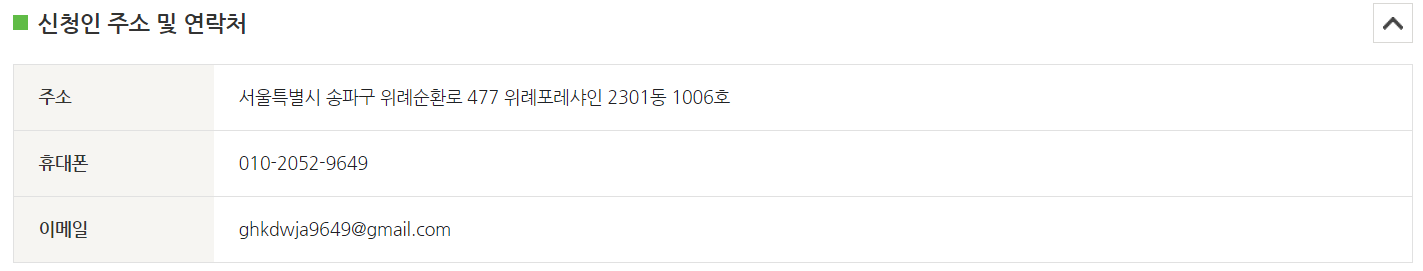 신청인 주소 및 연락처
주소 서울특별시 송파구 위례순환로 477 위례포레샤인 2301동 1006호
휴대폰 010-2052-9649
이메일 ghkdwja9649@gmail.com